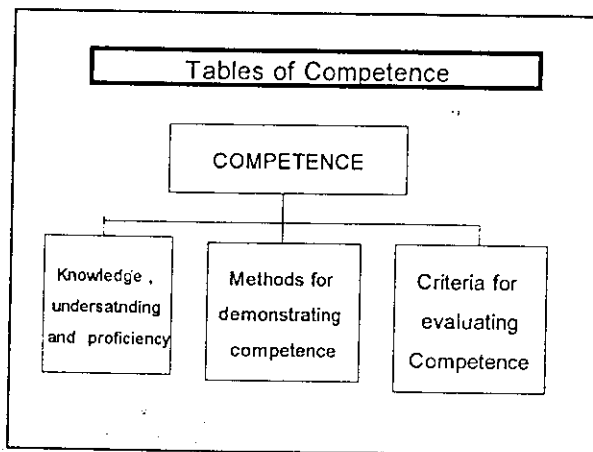 Tables of Competence
COMPETENCE
Knowledge ,
undersatnding
and proficiency
Methods for
demonstrating
competence
Criteria for
evaluating
Competence